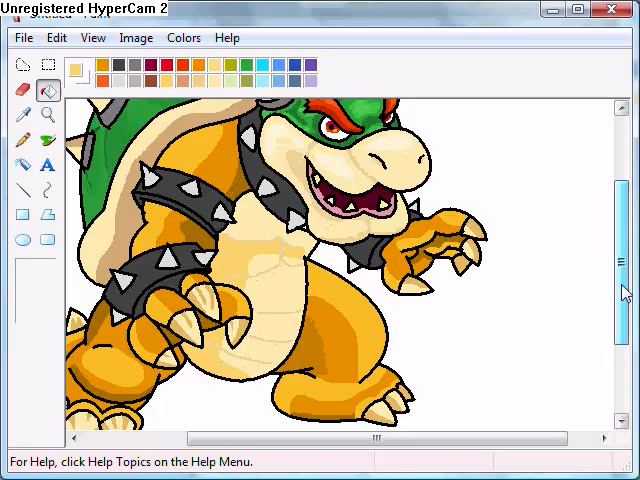 Unregistered HyperCam 2
File Edit View Image Colors Help
A
For Help, click Help Topics on the Help Menu.